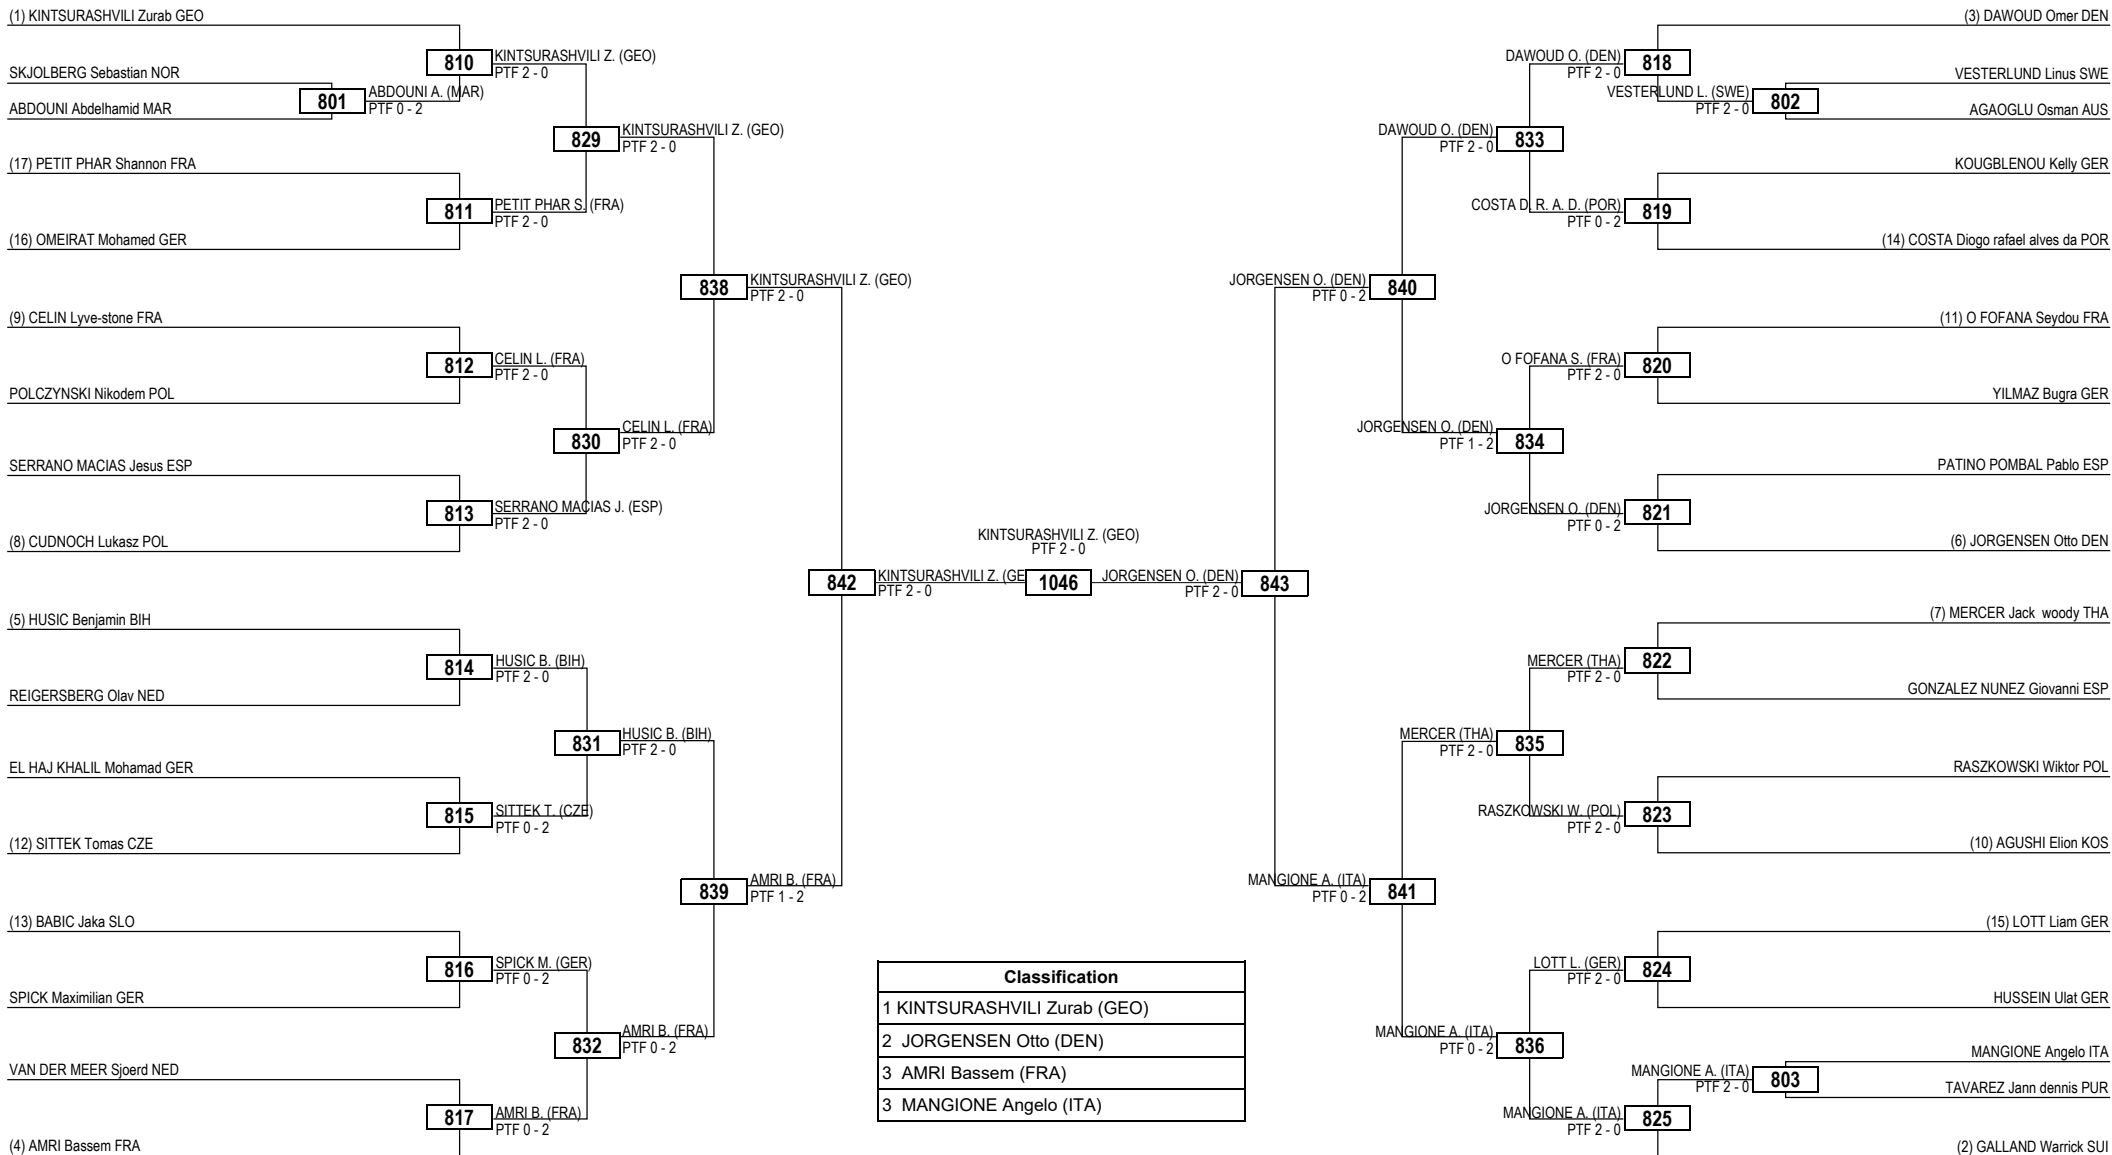 (1) KINTSURASHVILI Zurab GEO
810
KINTSURASHVILI Z. (GEO)
PTF 2 - 0
SKJOLBERG Sebastian NOR
801
ABDOUNI A. (MAR)
PTF 0 - 2
ABDOUNI Abdelhamid MAR
829
KINTSURASHVILI Z. (GEO)
PTF 2 - 0
(17) PETIT PHAR Shannon FRA
811
PETIT PHAR S. (FRA)
PTF 2 - 0
(16) OMEIRAT Mohamed GER
838
KINTSURASHVILI Z. (GEO)
PTF 2 - 0
(9) CELIN Lyve-stone FRA
812
CELIN L. (FRA)
PTF 2 - 0
POLCZYNSKI Nikodem POL
830
CELIN L. (FRA)
PTF 2 - 0
SERRANO MACIAS Jesus ESP
813
SERRANO MACIAS J. (ESP)
PTF 2 - 0
(8) CUDNOCH Lukasz POL
842
KINTSURASHVILI Z. (GE
PTF 2 - 0
(5) HUSIC Benjamin BIH
814
HUSIC B. (BIH)
PTF 2 - 0
REIGERSBERG Olav NED
831
HUSIC B. (BIH)
PTF 2 - 0
EL HAJ KHALIL Mohamad GER
815
SITTEK T. (CZE)
PTF 0 - 2
(12) SITTEK Tomas CZE
839
AMRI B. (FRA)
PTF 1 - 2
(13) BABIC Jaka SLO
816
SPICK M. (GER)
PTF 0 - 2
SPICK Maximilian GER
832
AMRI B. (FRA)
PTF 0 - 2
VAN DER MEER Sjoerd NED
817
AMRI B. (FRA)
PTF 0 - 2
(4) AMRI Bassem FRA
KINTSURASHVILI Z. (GEO)
PTF 2 - 0
1046
Classification
1 KINTSURASHVILI Zurab (GEO)
2 JORGENSEN Otto (DEN)
3 AMRI Bassem (FRA)
3 MANGIONE Angelo (ITA)
(3) DAWOUD Omer DEN
DAWOUD O. (DEN)
PTF 2 - 0
818
VESTERLUND Linus SWE
VESTERLUND L. (SWE)
PTF 2 - 0
802
AGAOGLU Osman AUS
DAWOUD O. (DEN)
PTF 2 - 0
833
KOUGBLENOU Kelly GER
COSTA D. R. A. D. (POR)
PTF 0 - 2
819
(14) COSTA Diogo rafael alves da POR
JORGENSEN O. (DEN)
PTF 0 - 2
840
(11) O FOFANA Seydou FRA
O FOFANA S. (FRA)
PTF 2 - 0
820
YILMAZ Bugra GER
JORGENSEN O. (DEN)
PTF 1 - 2
834
PATINO POMBAL Pablo ESP
JORGENSEN O. (DEN)
PTF 0 - 2
821
(6) JORGENSEN Otto DEN
JORGENSEN O. (DEN)
PTF 2 - 0
843
(7) MERCER Jack woody THA
MERCER (THA)
PTF 2 - 0
822
GONZALEZ NUNEZ Giovanni ESP
MERCER (THA)
PTF 2 - 0
835
RASZKOWSKI Wiktor POL
RASZKOWSKI W. (POL)
PTF 2 - 0
823
(10) AGUSHI Elion KOS
MANGIONE A. (ITA)
PTF 0 - 2
841
(15) LOTT Liam GER
LOTT L. (GER)
PTF 2 - 0
824
HUSSEIN Ulat GER
MANGIONE A. (ITA)
PTF 0 - 2
836
MANGIONE Angelo ITA
MANGIONE A. (ITA)
PTF 2 - 0
803
TAVAREZ Jann dennis PUR
MANGIONE A. (ITA)
PTF 2 - 0
825
(2) GALLAND Warrick SUI